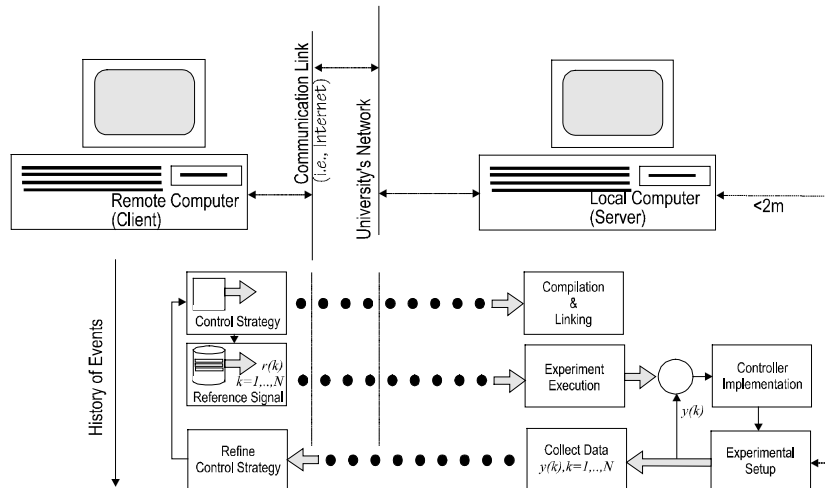 Communication Link
(i.e., Internet)
University's Network
Remote Computer
(Client)
Local Computer
(Server)
<2m
History of Events
Control Strategy
Compilation
&
Linking
r(k)
k=1,..,N
Reference Signal
Experiment
Execution
y(k)
Controller
Implementation
Refine
Control Strategy
Collect Data
y(k),k=1,..,N
Experimental
Setup